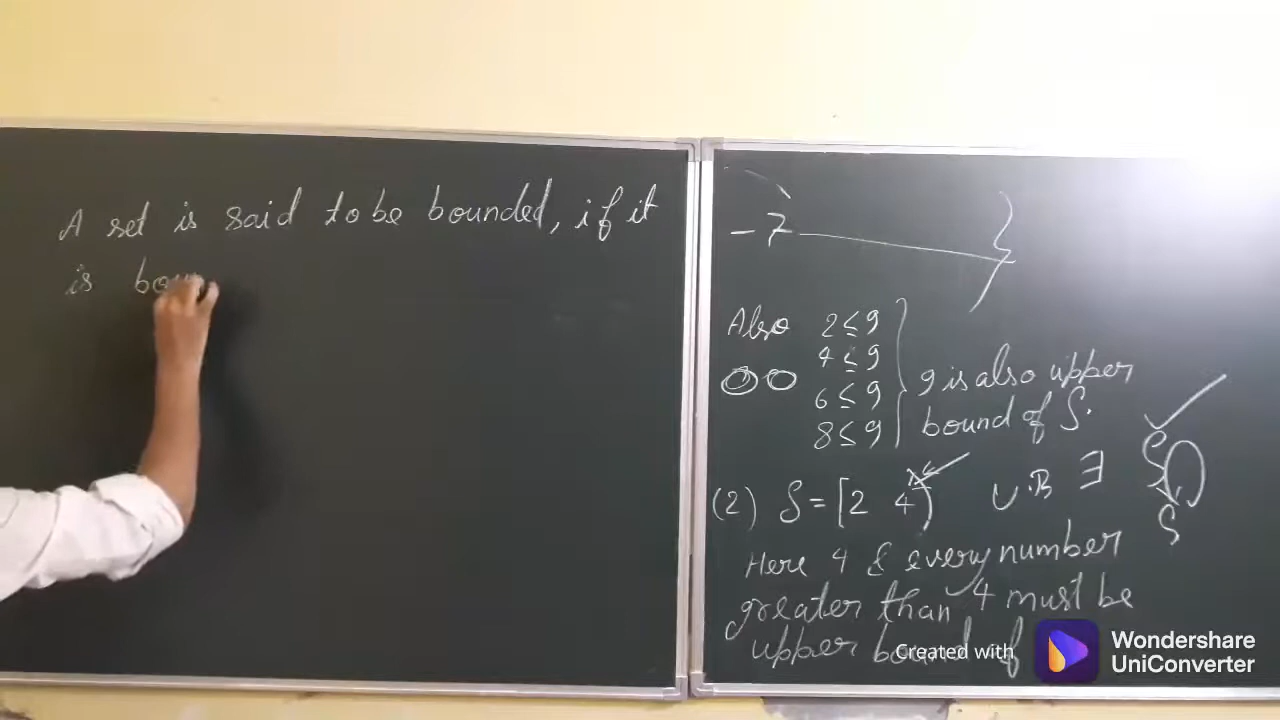 A set is said to be bounded, if it
is bou
-7
Also 2 ≤ 9
4 ≤ 9
6 ≤ 9
8 ≤ 9
9 is also upper
bound of S.
(2) S = [2 4)
U.B ∃
Here 4 & every number
greater than 4 must be
upper bound of
Created with
Wondershare
UniConverter